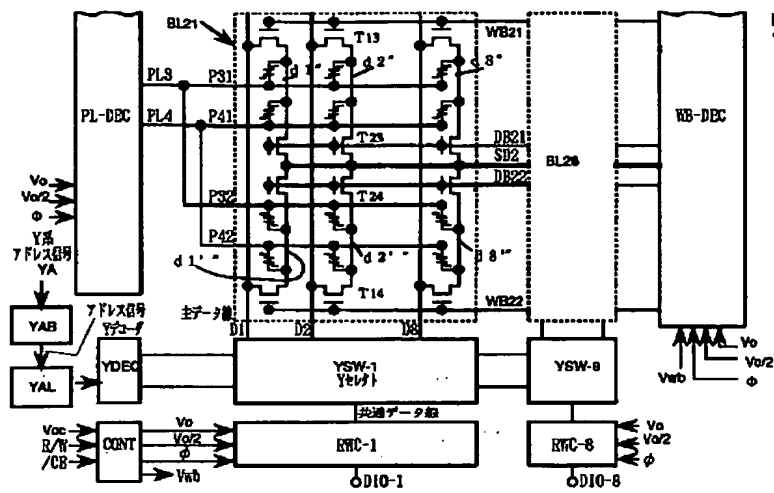 BL21
T13
WB21
d 1''
d 2''
d 8''
PL-DEC
PL3
P31
PL4
P41
T23
DB21
SD2
DB22
BL28
WB-DEC
Vo
Vo/2
Φ
P32
T24
P42
Y系
アドレス信号
YA
d 1'''
d 2'''
d 8'''
T14
WB22
主データ線
D1
D2
D8
YAB
アドレス信号
Yデコーダ
YAL
YDEC
YSW-1
Yセレクト
YSW-8
Vwb
Φ
Vo/2
Vo
共通データ線
Vcc
R/W
/CE
CONT
Vo
Vo/2
Φ
Vwb
RWC-1
RWC-8
Vo
Vo/2
Φ
DIO-1
DIO-8